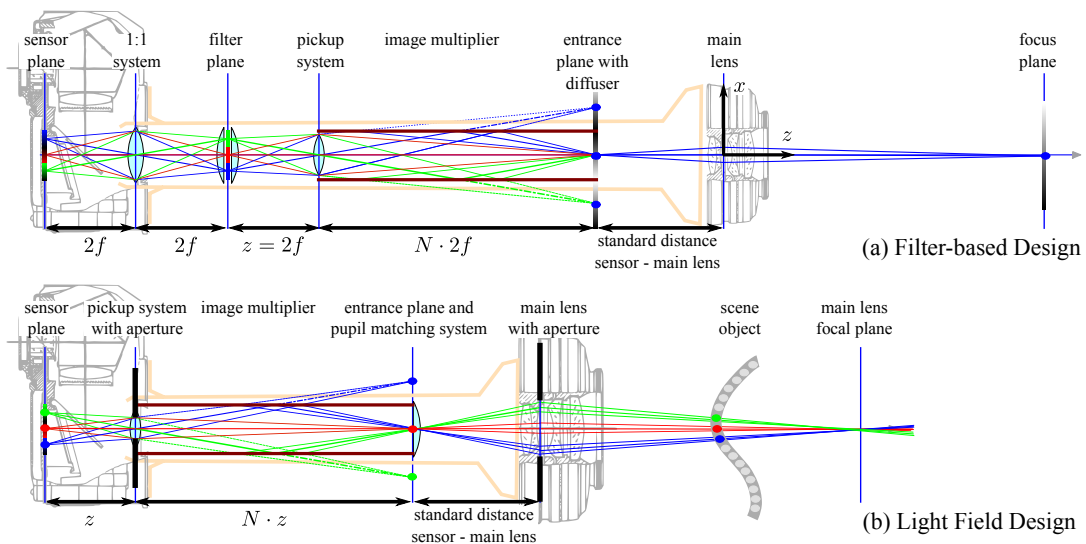 sensor plane
1:1 system
filter plane
pickup system
image multiplier
entrance plane with diffuser
main lens
focus plane
x
z
2f
2f
z = 2f
N · 2f
standard distance sensor - main lens
(a) Filter-based Design
sensor plane
pickup system with aperture
image multiplier
entrance plane and pupil matching system
main lens with aperture
scene object
main lens focal plane
z
N · z
standard distance sensor - main lens
(b) Light Field Design